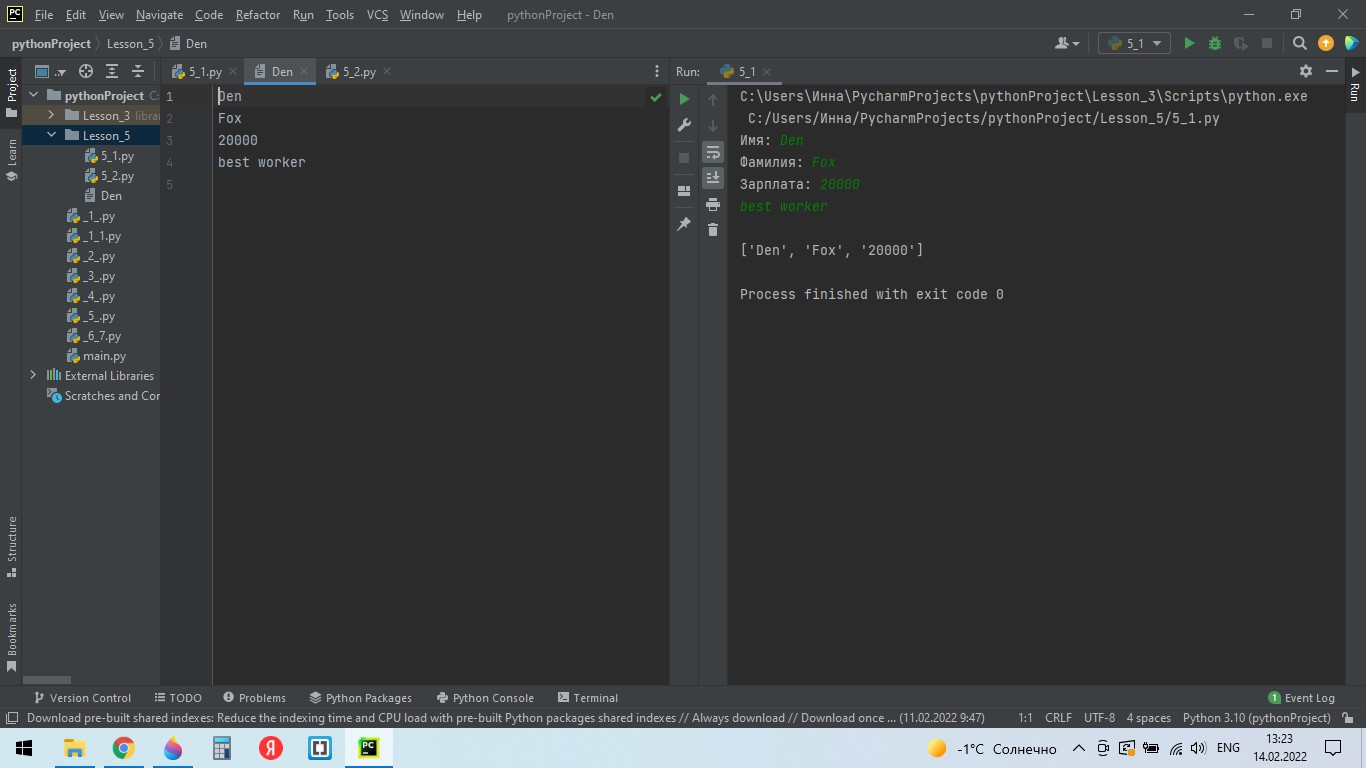 PC File Edit View Navigate Code Refactor Run Tools VCS Window Help pythonProject - Den
pythonProject Lesson_5 Den 5_1
Project
Learn
Structure
Bookmarks
..
pythonProject C:
Lesson_3 libra
Lesson_5
5_1.py
5_2.py
Den
_1_.py
_1_1.py
_2_.py
_3_.py
_4_.py
_5_.py
_6_7.py
main.py
External Libraries
Scratches and Cor
5_1.py Den 5_2.py
1 Den
2 Fox
3 20000
4 best worker
5
Run: 5_1
C:\Users\Инна\PycharmProjects\pythonProject\Lesson_3\Scripts\python.exe
C:/Users/Инна/PycharmProjects/pythonProject/Lesson_5/5_1.py
Имя: Den
Фамилия: Fox
Зарплата: 20000
best worker
['Den', 'Fox', '20000']
Process finished with exit code 0
Run
Version Control TODO Problems Python Packages Python Console Terminal 1 Event Log
Download pre-built shared indexes: Reduce the indexing time and CPU load with pre-built Python packages shared indexes // Always download // Download once ... (11.02.2022 9:47) 1:1 CRLF UTF-8 4 spaces Python 3.10 (pythonProject)
Я PC -1°C Солнечно ENG 13:23
14.02.2022